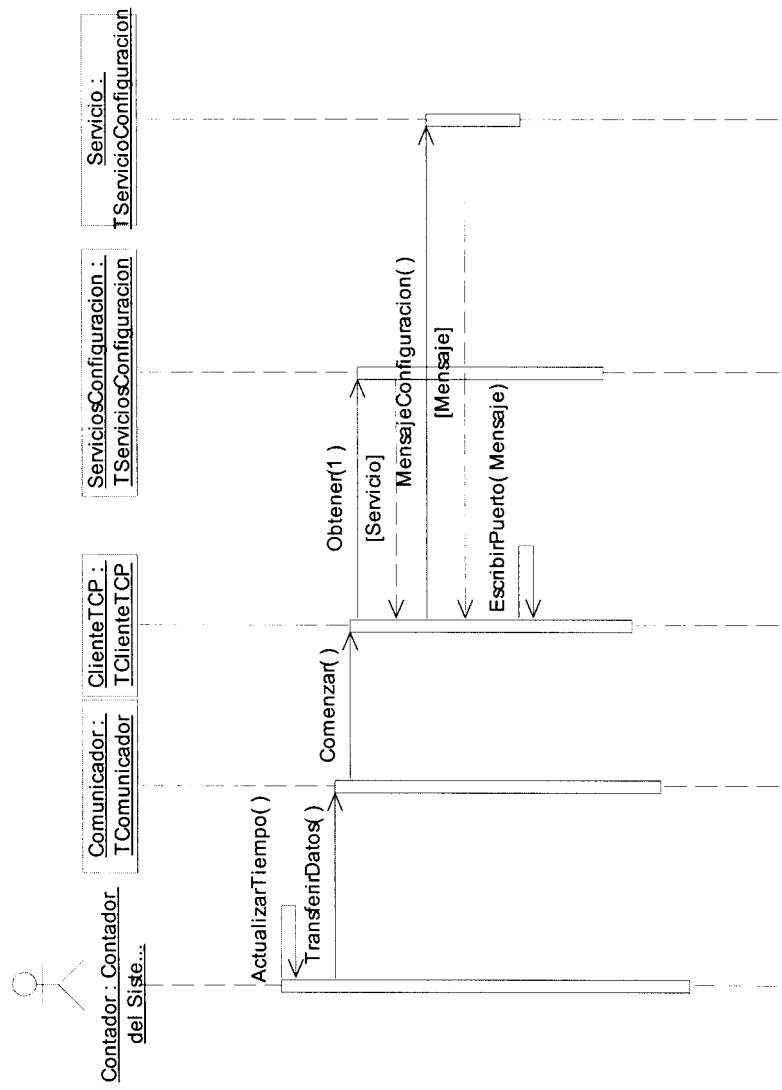 Contador : Contador
del Siste...
Comunicador :
TComunicador
ClienteTCP :
TClienteTCP
ServiciosConfiguracion :
TServiciosConfiguracion
Servicio :
TServicioConfiguracion
ActualizarTiempo( )
TransferirDatos( )
Comenzar( )
Obtener(1 )
[Servicio]
MensajeConfiguracion( )
[Mensaje]
EscribirPuerto( Mensaje)